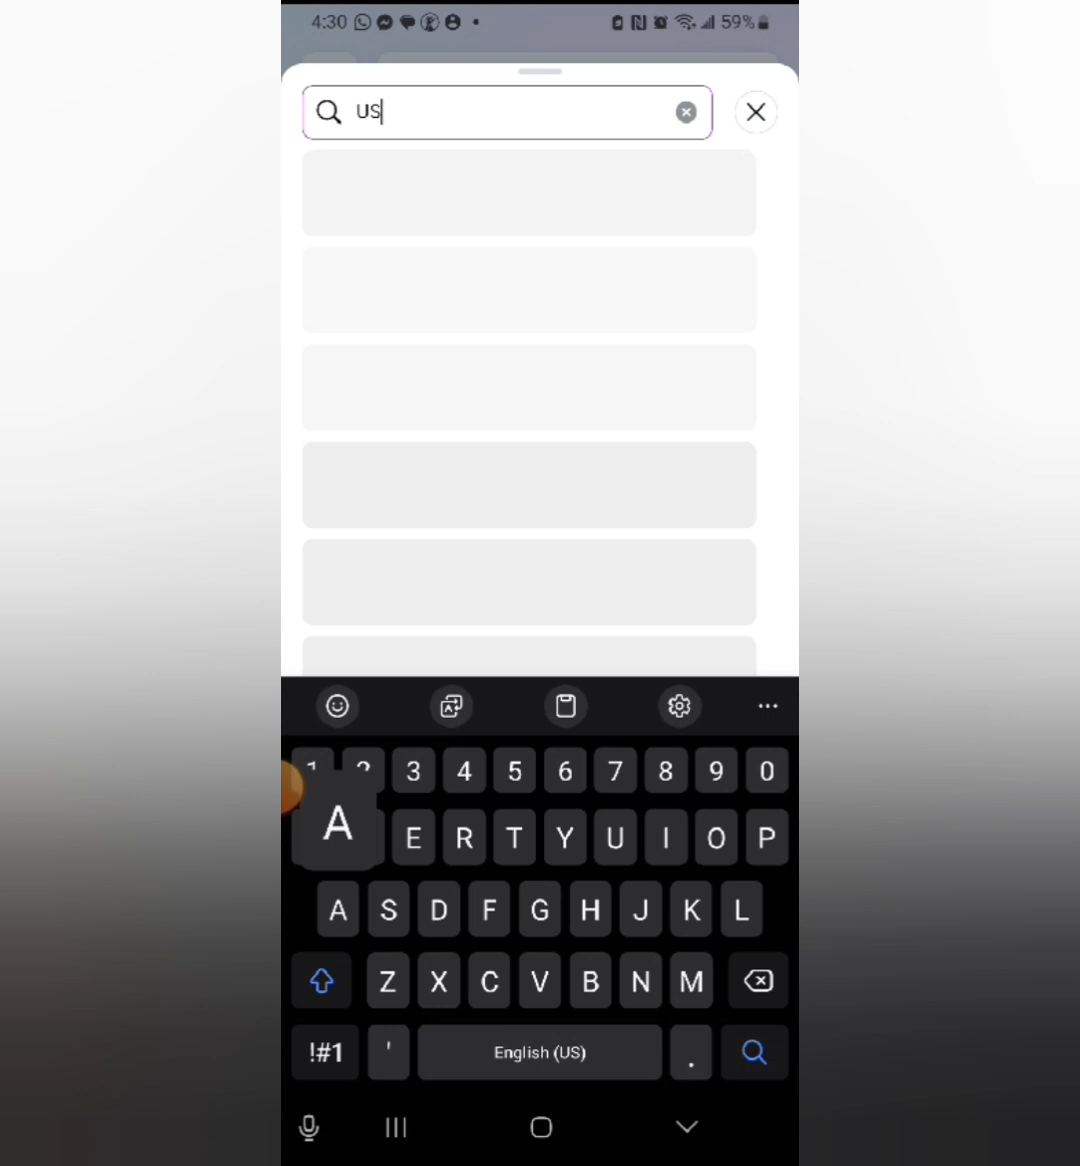 4:30 59%
US
1 2 3 4 5 6 7 8 9 0
A E R T Y U I O P
A S D F G H J K L
Z X C V B N M
!#1 ' English (US) .